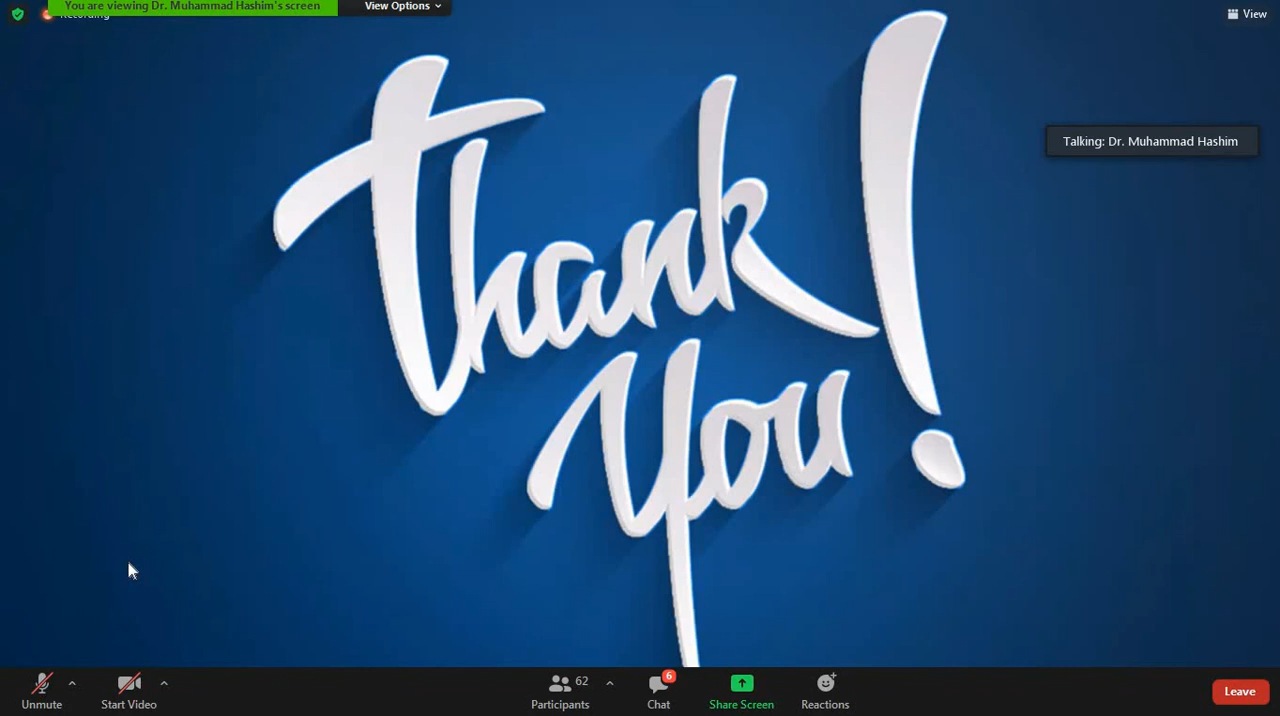 You are viewing Dr. Muhammad Hashim's screen
View Options
Recording
View
Talking: Dr. Muhammad Hashim
Thank
You!
Unmute
Start Video
62
Participants
6
Chat
Share Screen
Reactions
Leave